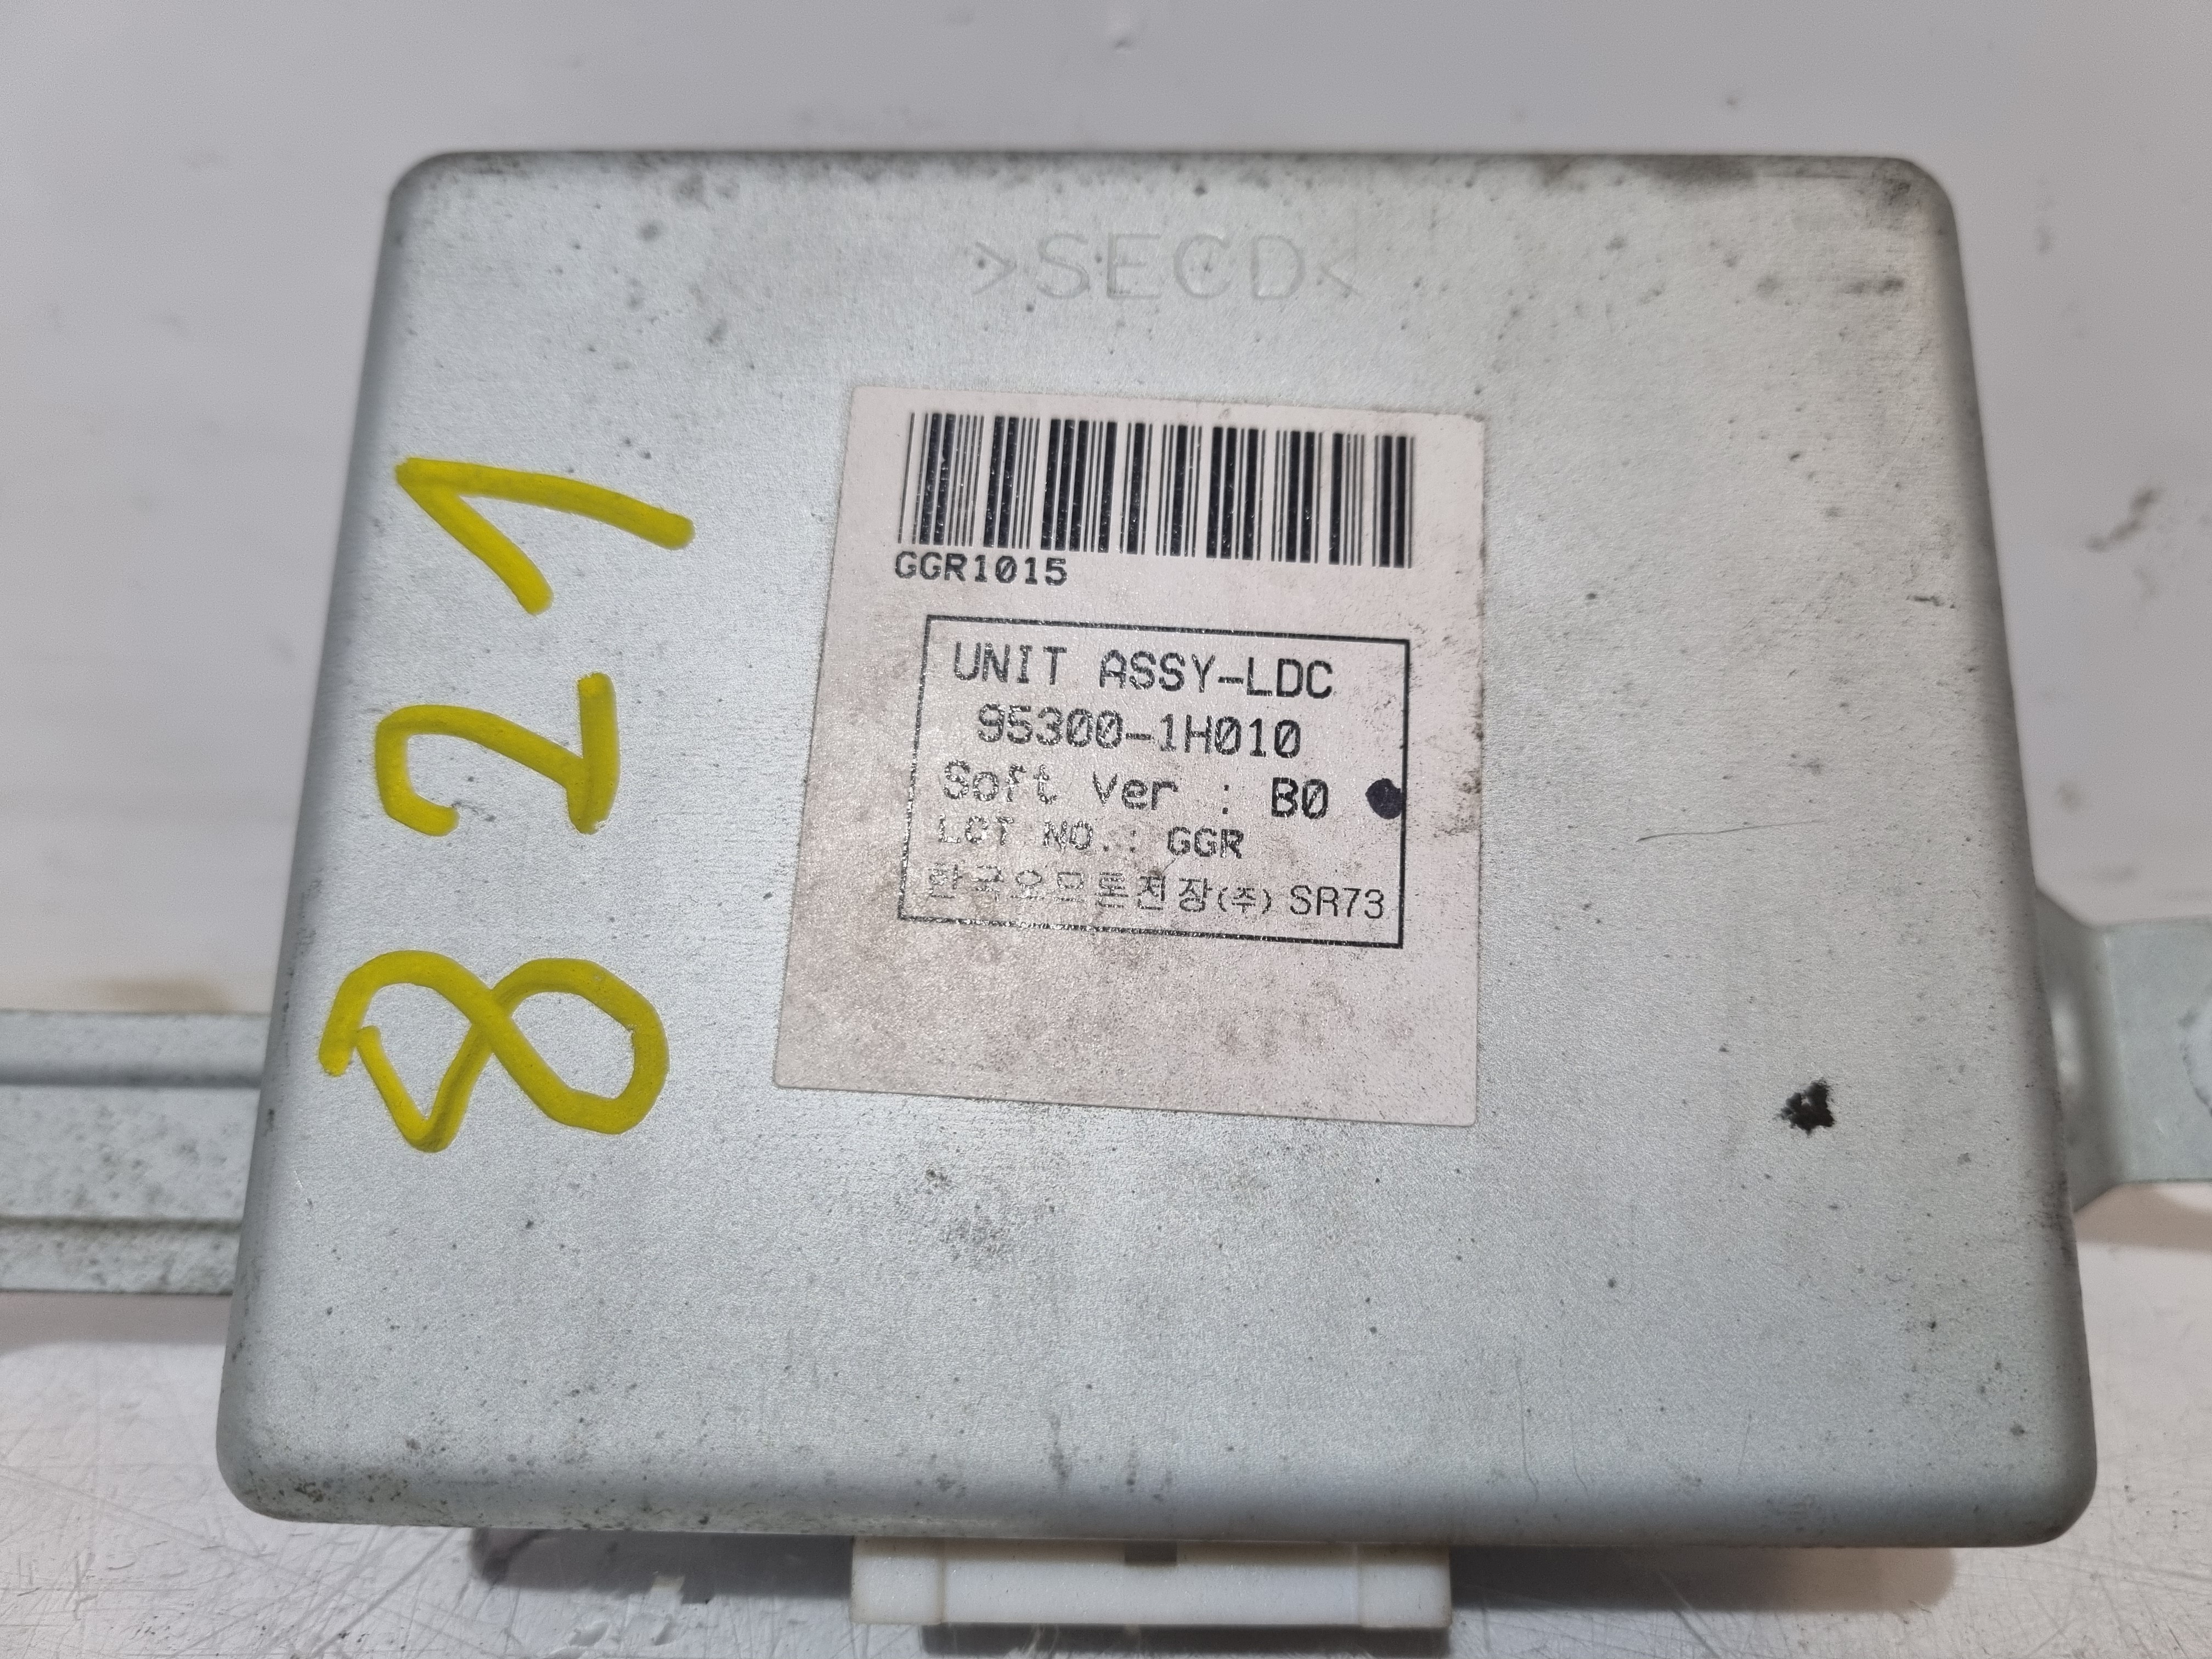 >SECD<
GGR1015
UNIT ASSY-LDC
95300-1H010
Soft Ver : B0
LOT NO.: GGR
한국오므론전장(주) SR73
821